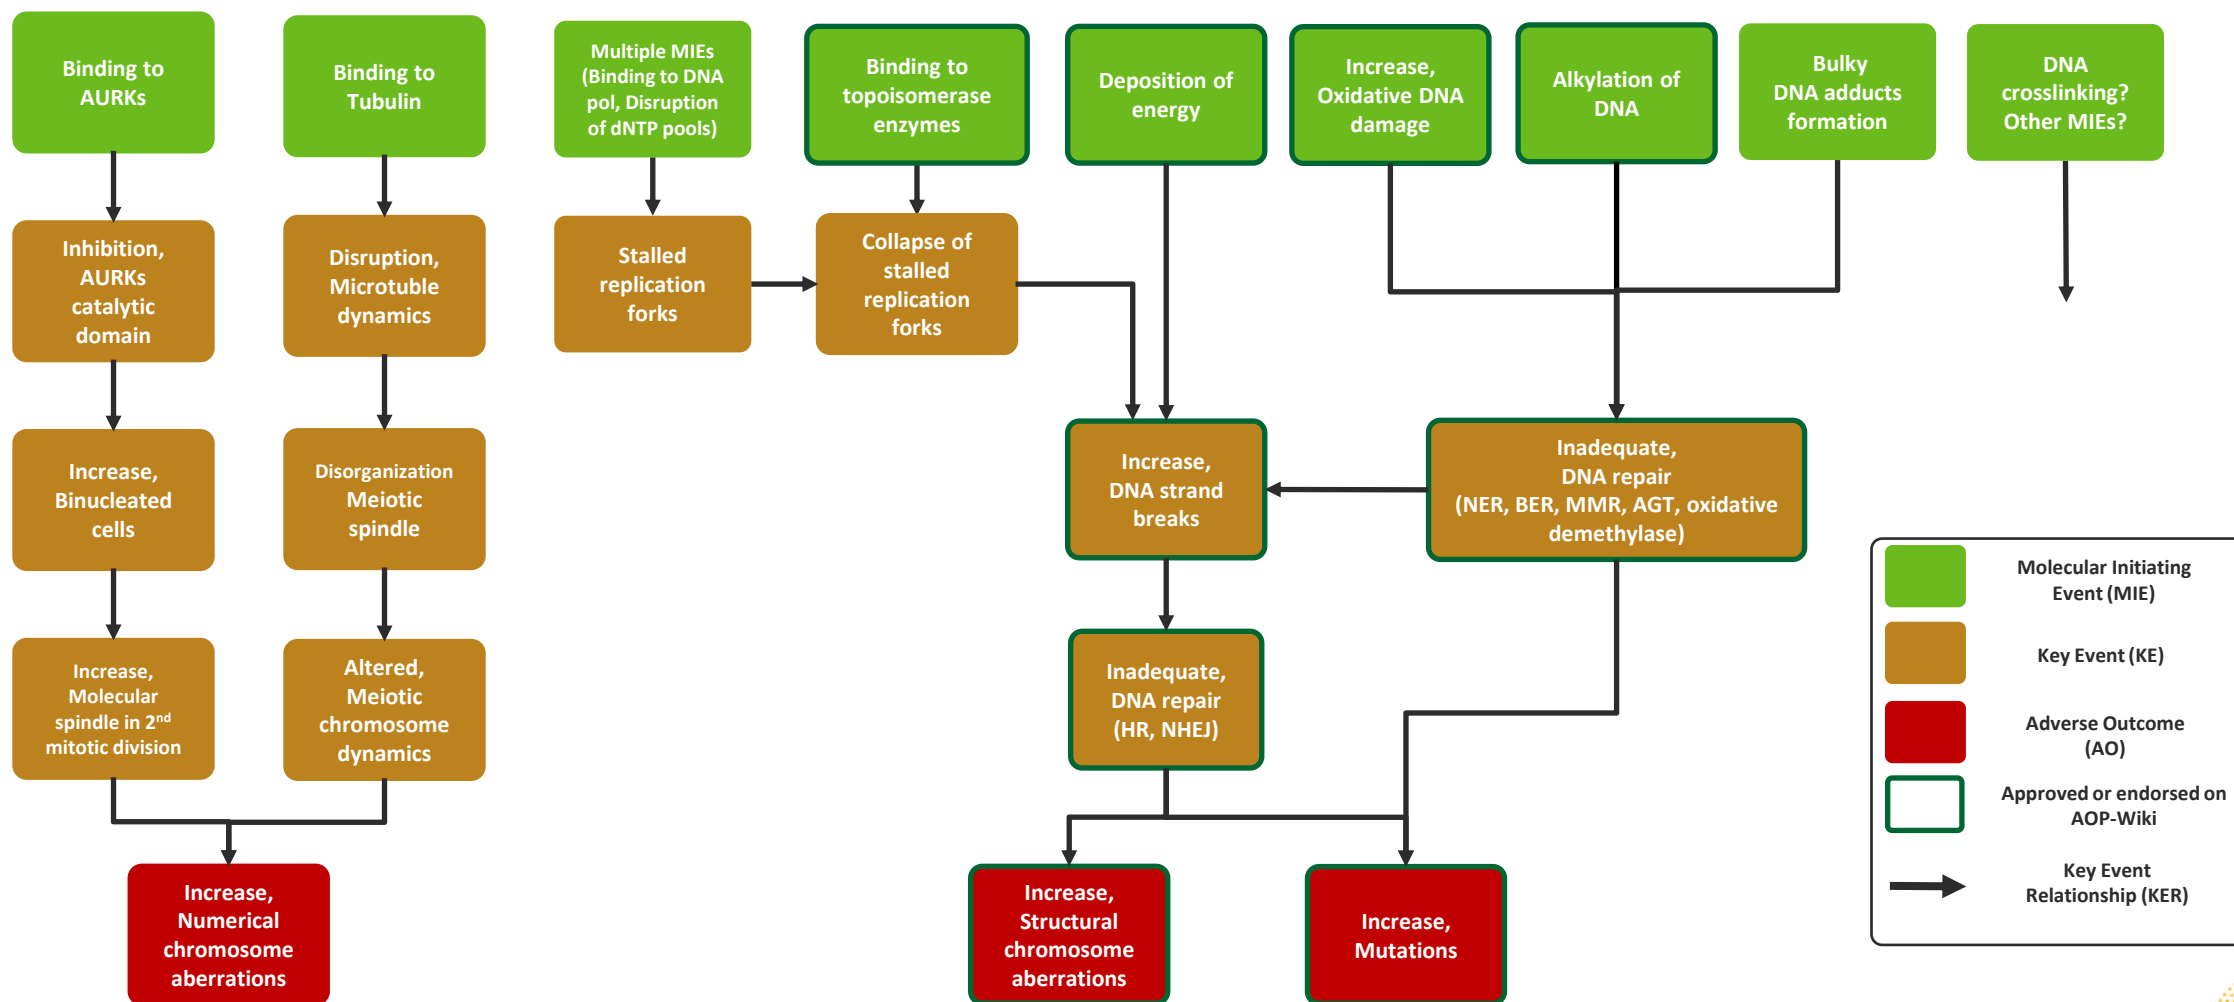 Binding to
AURKs
Binding to
Tubulin
Multiple MIEs
(Binding to DNA
pol, Disruption
of dNTP pools)
Binding to
topoisomerase
enzymes
Deposition of
energy
Increase,
Oxidative DNA
damage
Alkylation of
DNA
Bulky
DNA adducts
formation
DNA
crosslinking?
Other MIEs?
Inhibition,
AURKs
catalytic
domain
Disruption,
Microtuble
dynamics
Stalled
replication
forks
Collapse of
stalled
replication
forks
Increase,
Binucleated
cells
Disorganization
Meiotic
spindle
Increase,
DNA strand
breaks
Inadequate,
DNA repair
(NER, BER, MMR, AGT, oxidative
demethylase)
Increase,
Molecular
spindle in 2nd
mitotic division
Altered,
Meiotic
chromosome
dynamics
Inadequate,
DNA repair
(HR, NHEJ)
Increase,
Numerical
chromosome
aberrations
Increase,
Structural
chromosome
aberrations
Increase,
Mutations
Molecular Initiating
Event (MIE)
Key Event (KE)
Adverse Outcome
(AO)
Approved or endorsed on
AOP-Wiki
Key Event
Relationship (KER)